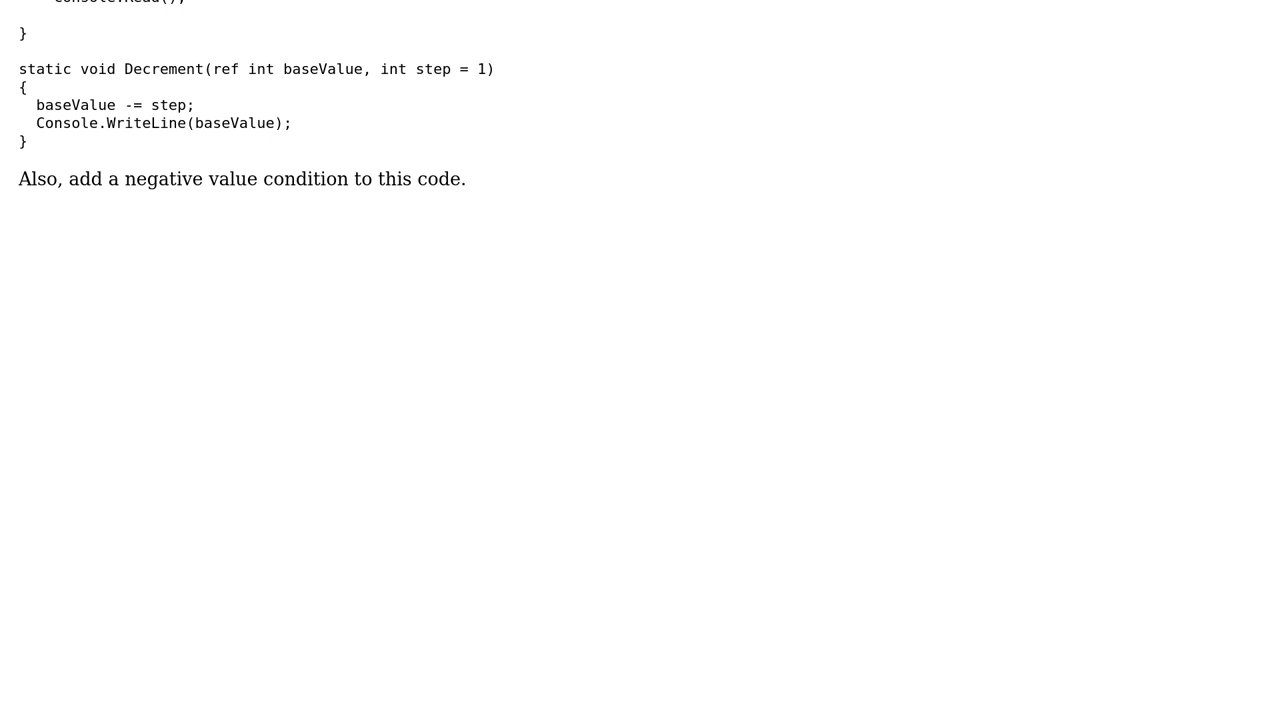 }
static void Decrement(ref int baseValue, int step = 1)
{
baseValue -= step;
Console.WriteLine(baseValue);
}
Also, add a negative value condition to this code.